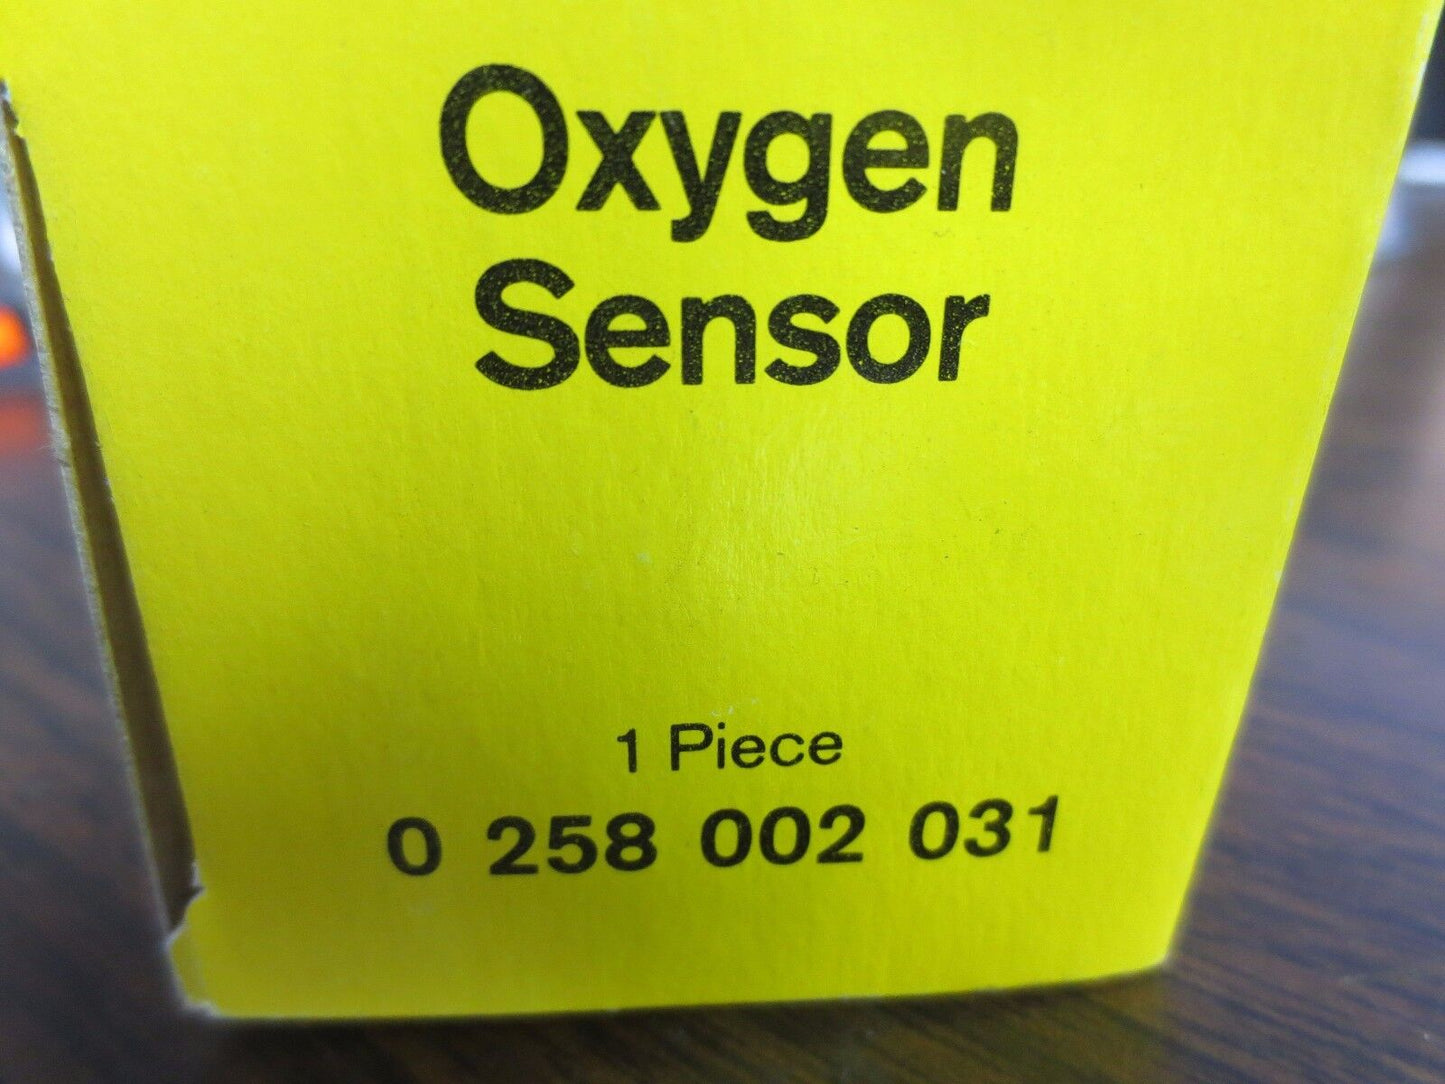 Oxygen
Sensor
1 Piece
0 258 002 031